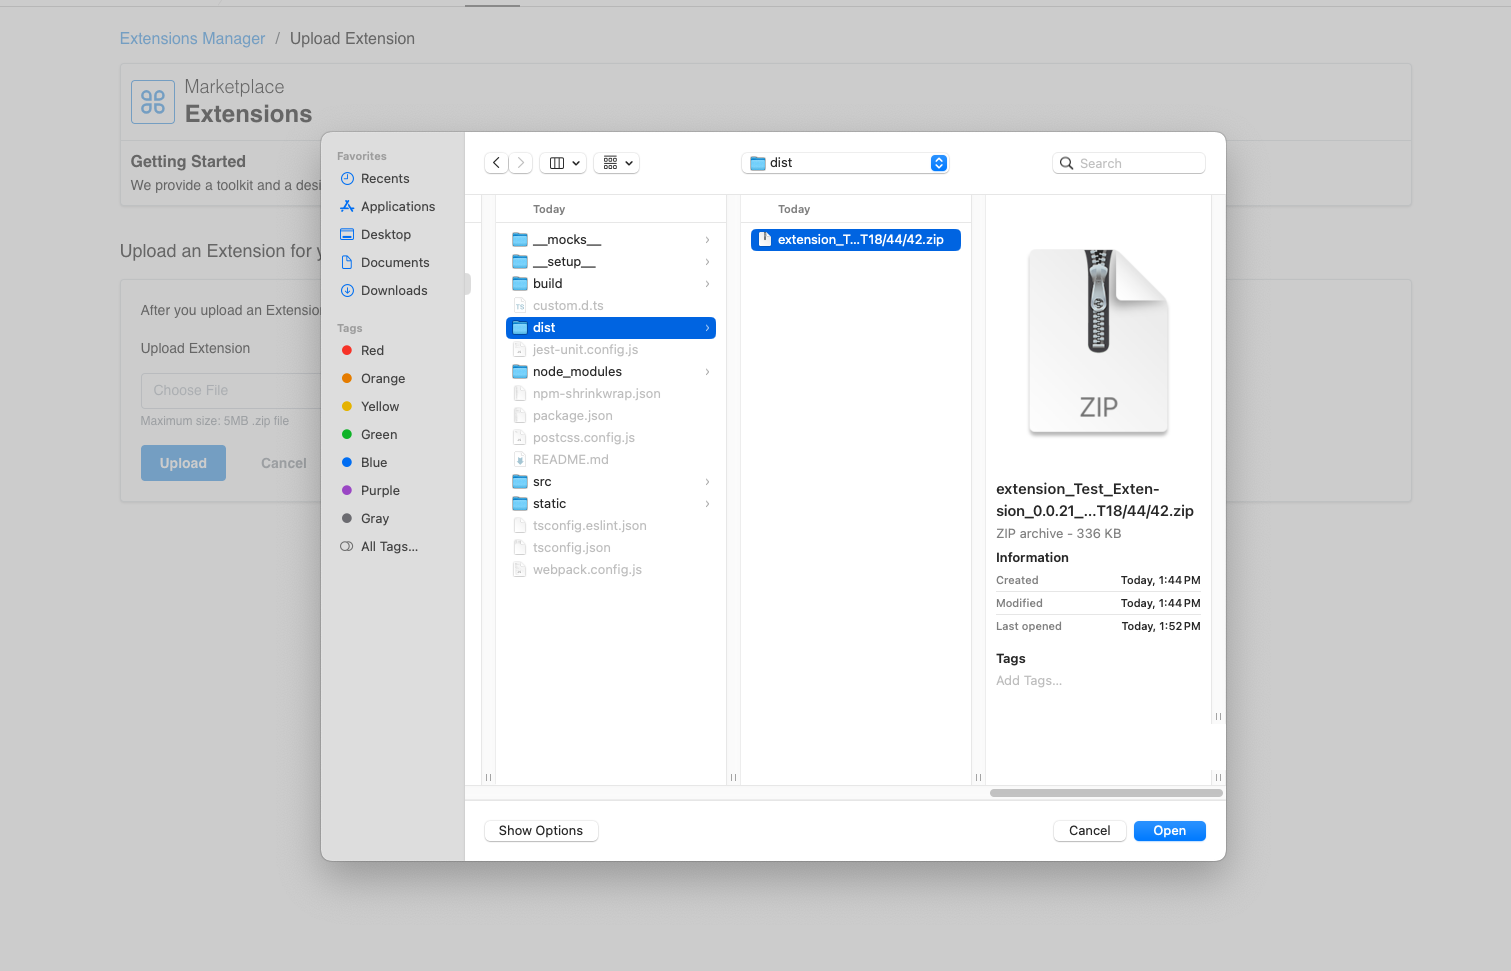 Extensions Manager / Upload Extension
Marketplace
Extensions
Getting Started
We provide a toolkit and a desi
Upload an Extension for y
After you upload an Extension
Upload Extension
Choose File
Maximum size: 5MB .zip file
Upload Cancel
Favorites
Recents
Applications
Desktop
Documents
Downloads
Tags
Red
Orange
Yellow
Green
Blue
Purple
Gray
All Tags...
dist
Search
Today
__mocks__
__setup__
build
custom.d.ts
dist
jest-unit.config.js
node_modules
npm-shrinkwrap.json
package.json
postcss.config.js
README.md
src
static
tsconfig.eslint.json
tsconfig.json
webpack.config.js
Today
extension_T...T18/44/42.zip
ZIP
extension_Test_Exten-
sion_0.0.21_...T18/44/42.zip
ZIP archive - 336 KB
Information
Created Today, 1:44 PM
Modified Today, 1:44 PM
Last opened Today, 1:52 PM
Tags
Add Tags...
Show Options
Cancel Open